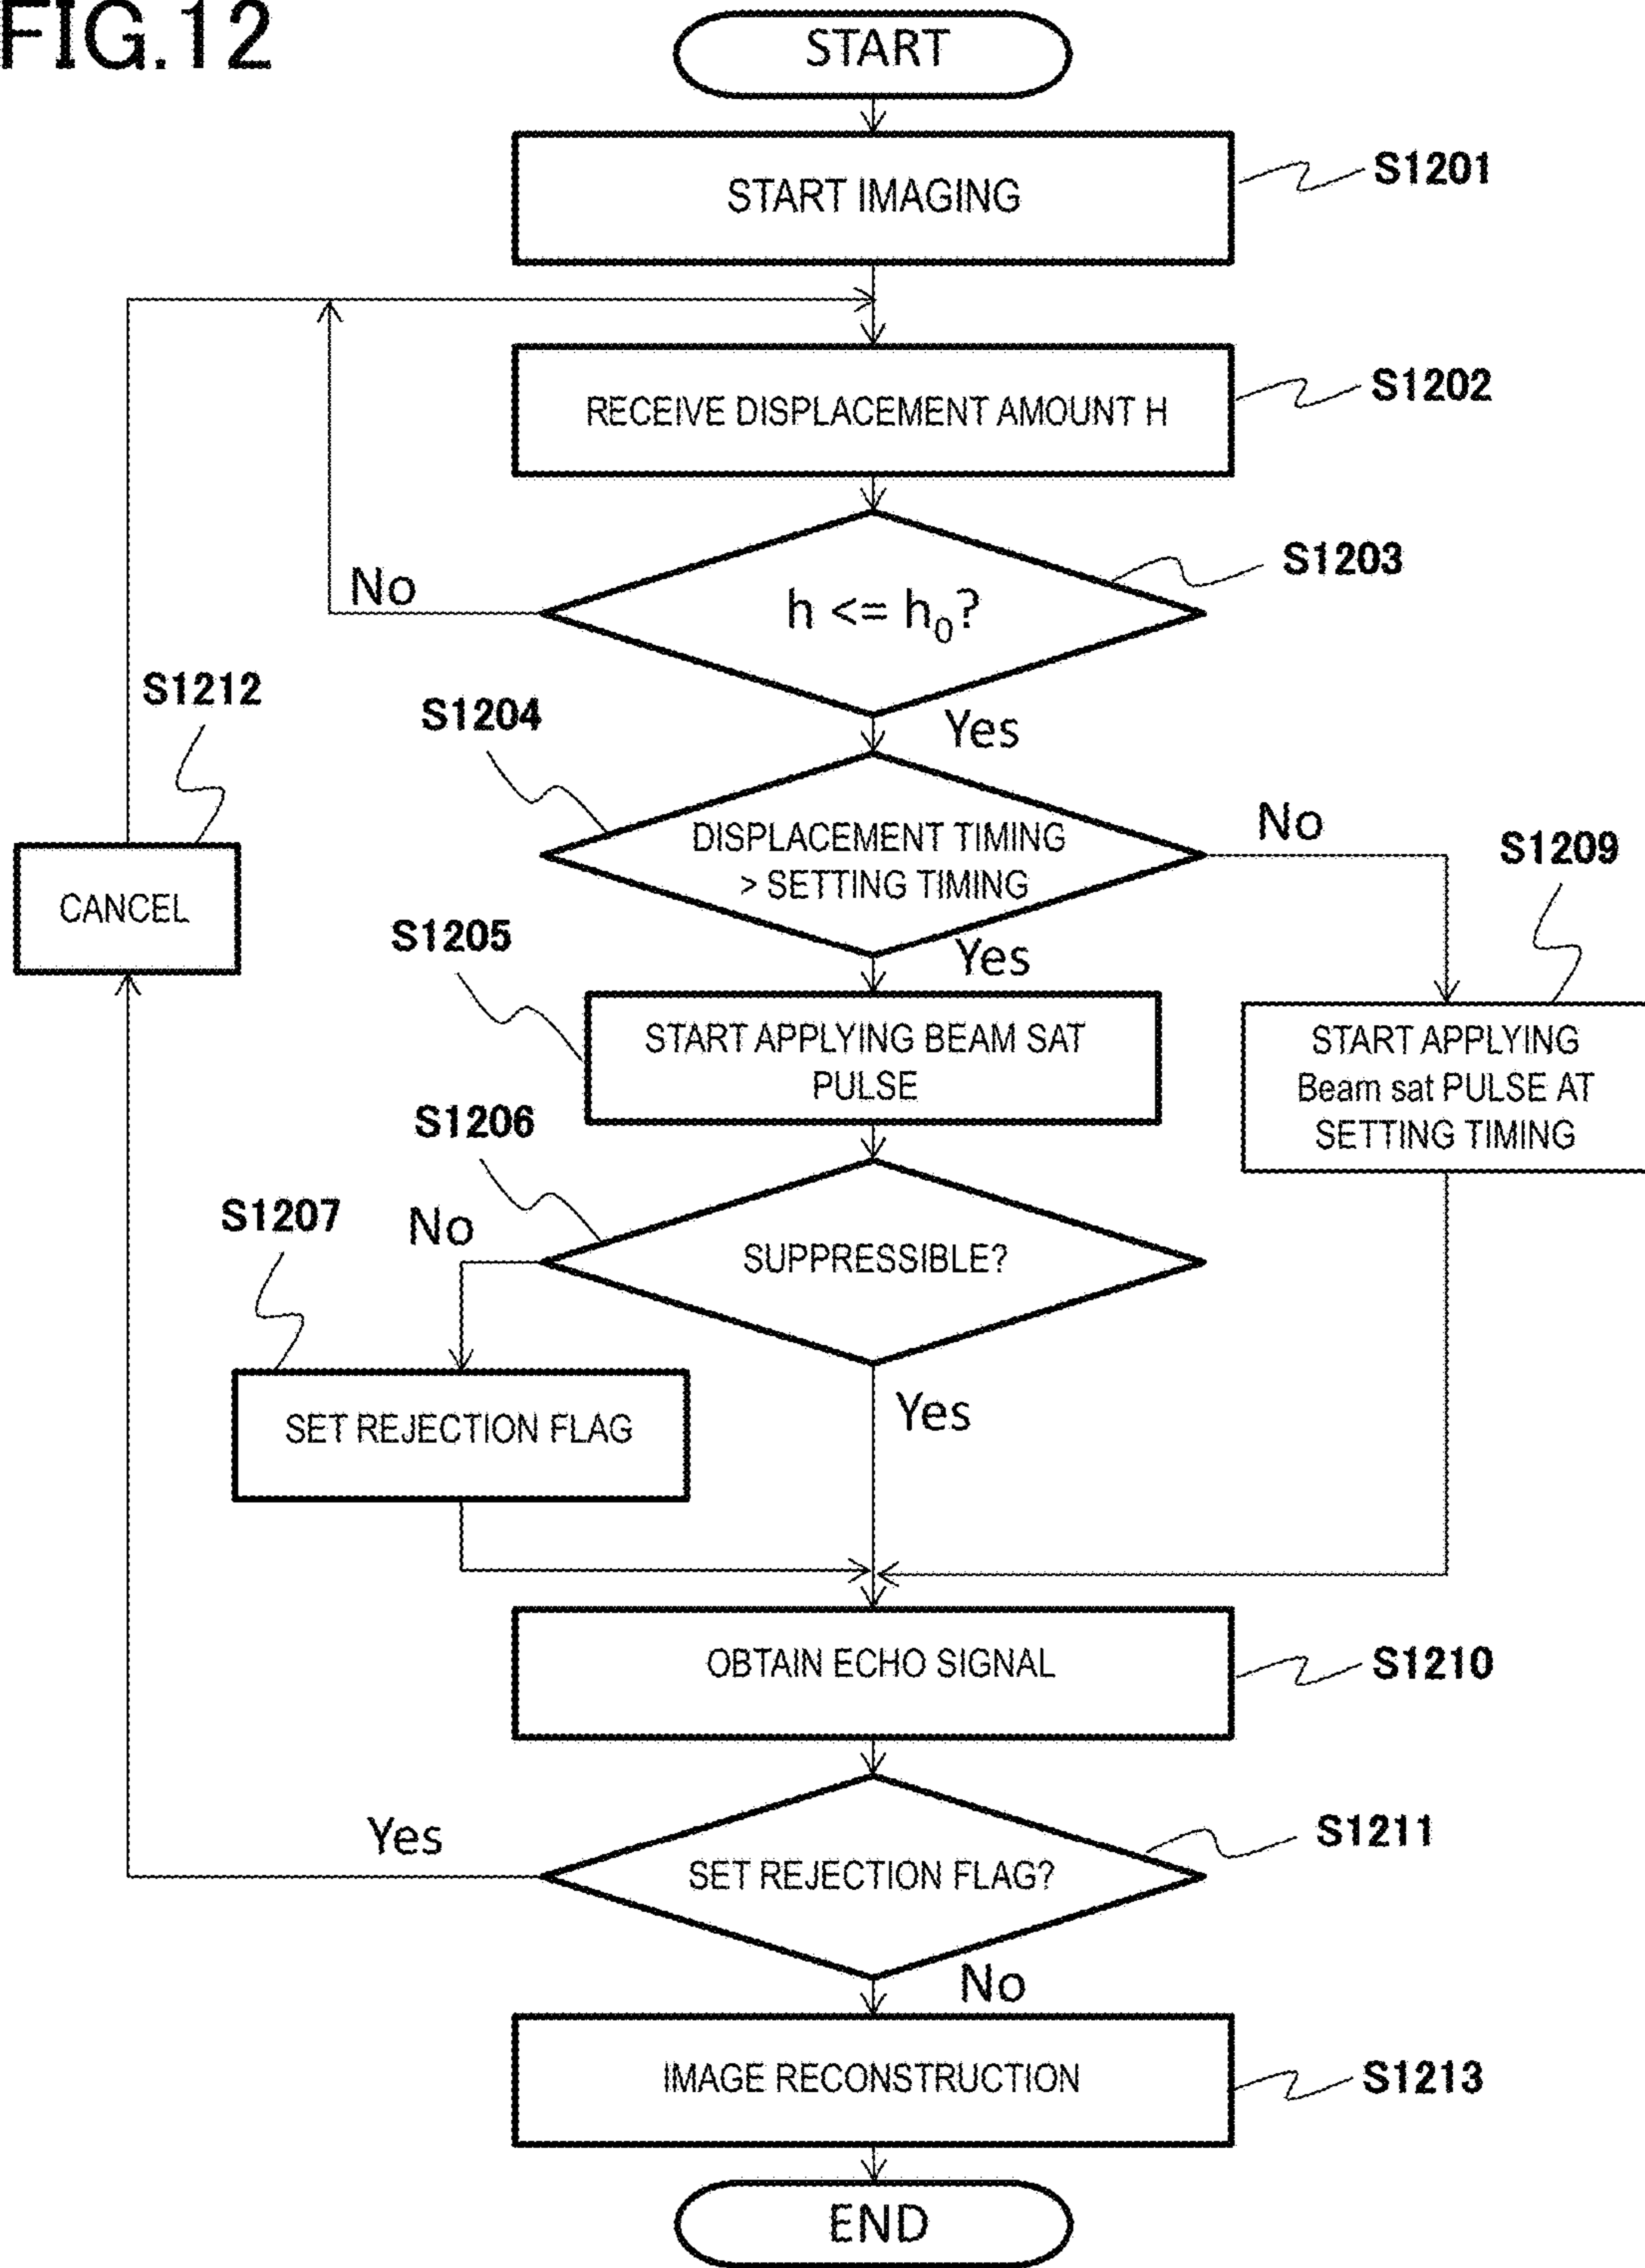 FIG.12
START
START IMAGING
S1201
RECEIVE DISPLACEMENT AMOUNT H
S1202
h <= h₀?
S1203
No
Yes
S1212
CANCEL
S1204
DISPLACEMENT TIMING
> SETTING TIMING
No
Yes
S1209
START APPLYING
Beam sat PULSE AT
SETTING TIMING
S1205
START APPLYING BEAM SAT
PULSE
S1206
SUPPRESSIBLE?
No
Yes
S1207
SET REJECTION FLAG
OBTAIN ECHO SIGNAL
S1210
Yes
SET REJECTION FLAG?
S1211
No
IMAGE RECONSTRUCTION
S1213
END